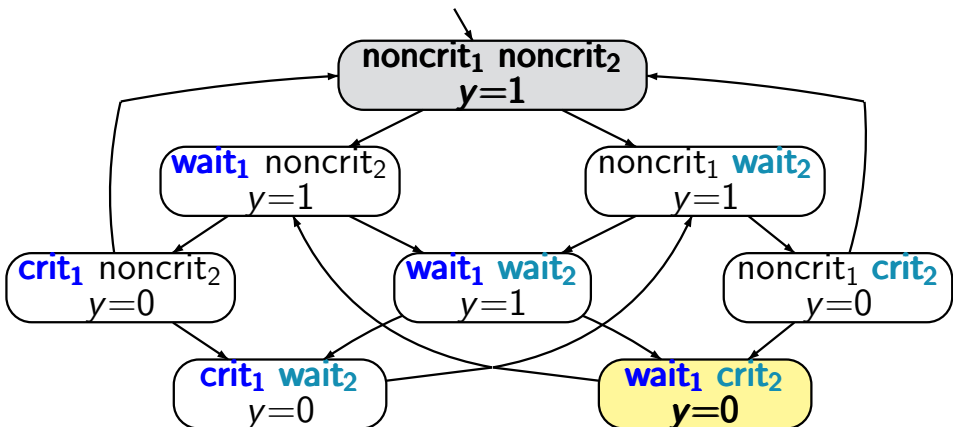 noncrit₁ noncrit₂
y=1
wait₁ noncrit₂
y=1
noncrit₁ wait₂
y=1
crit₁ noncrit₂
y=0
wait₁ wait₂
y=1
noncrit₁ crit₂
y=0
crit₁ wait₂
y=0
wait₁ crit₂
y=0